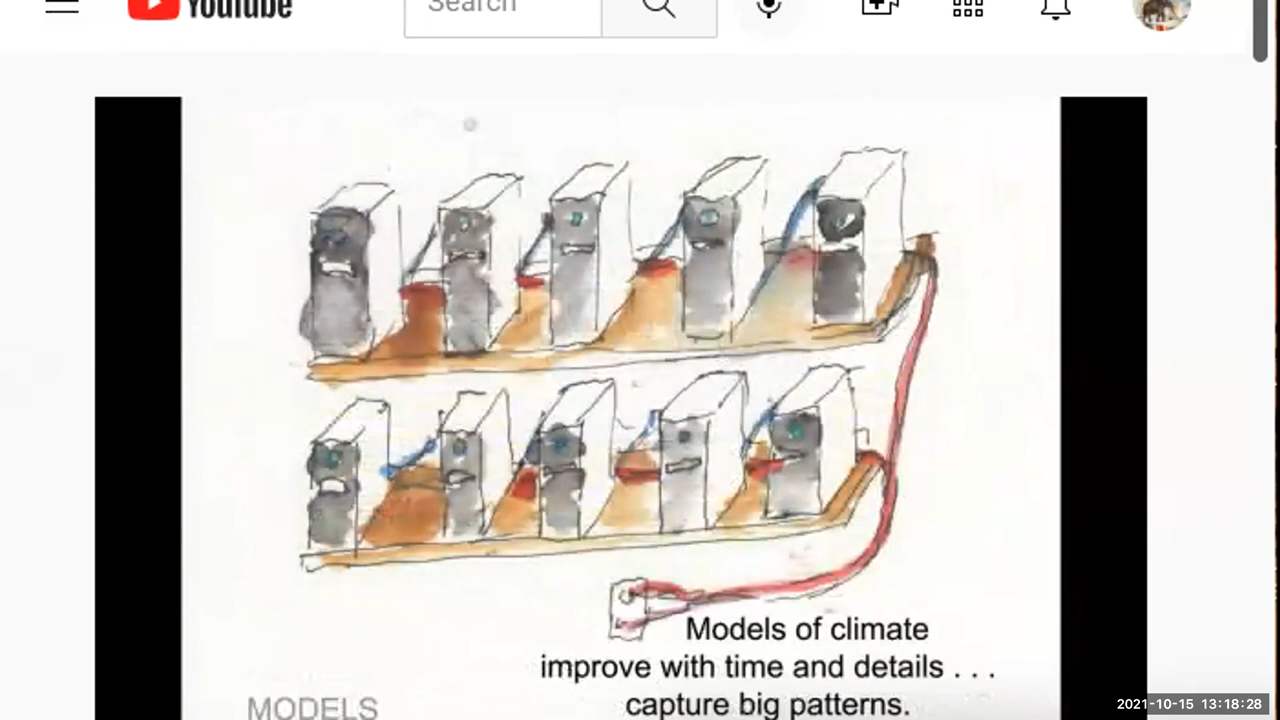 YouTube
Search
Models of climate
improve with time and details . . .
capture big patterns.
MODELS
2021-10-15 13:18:28